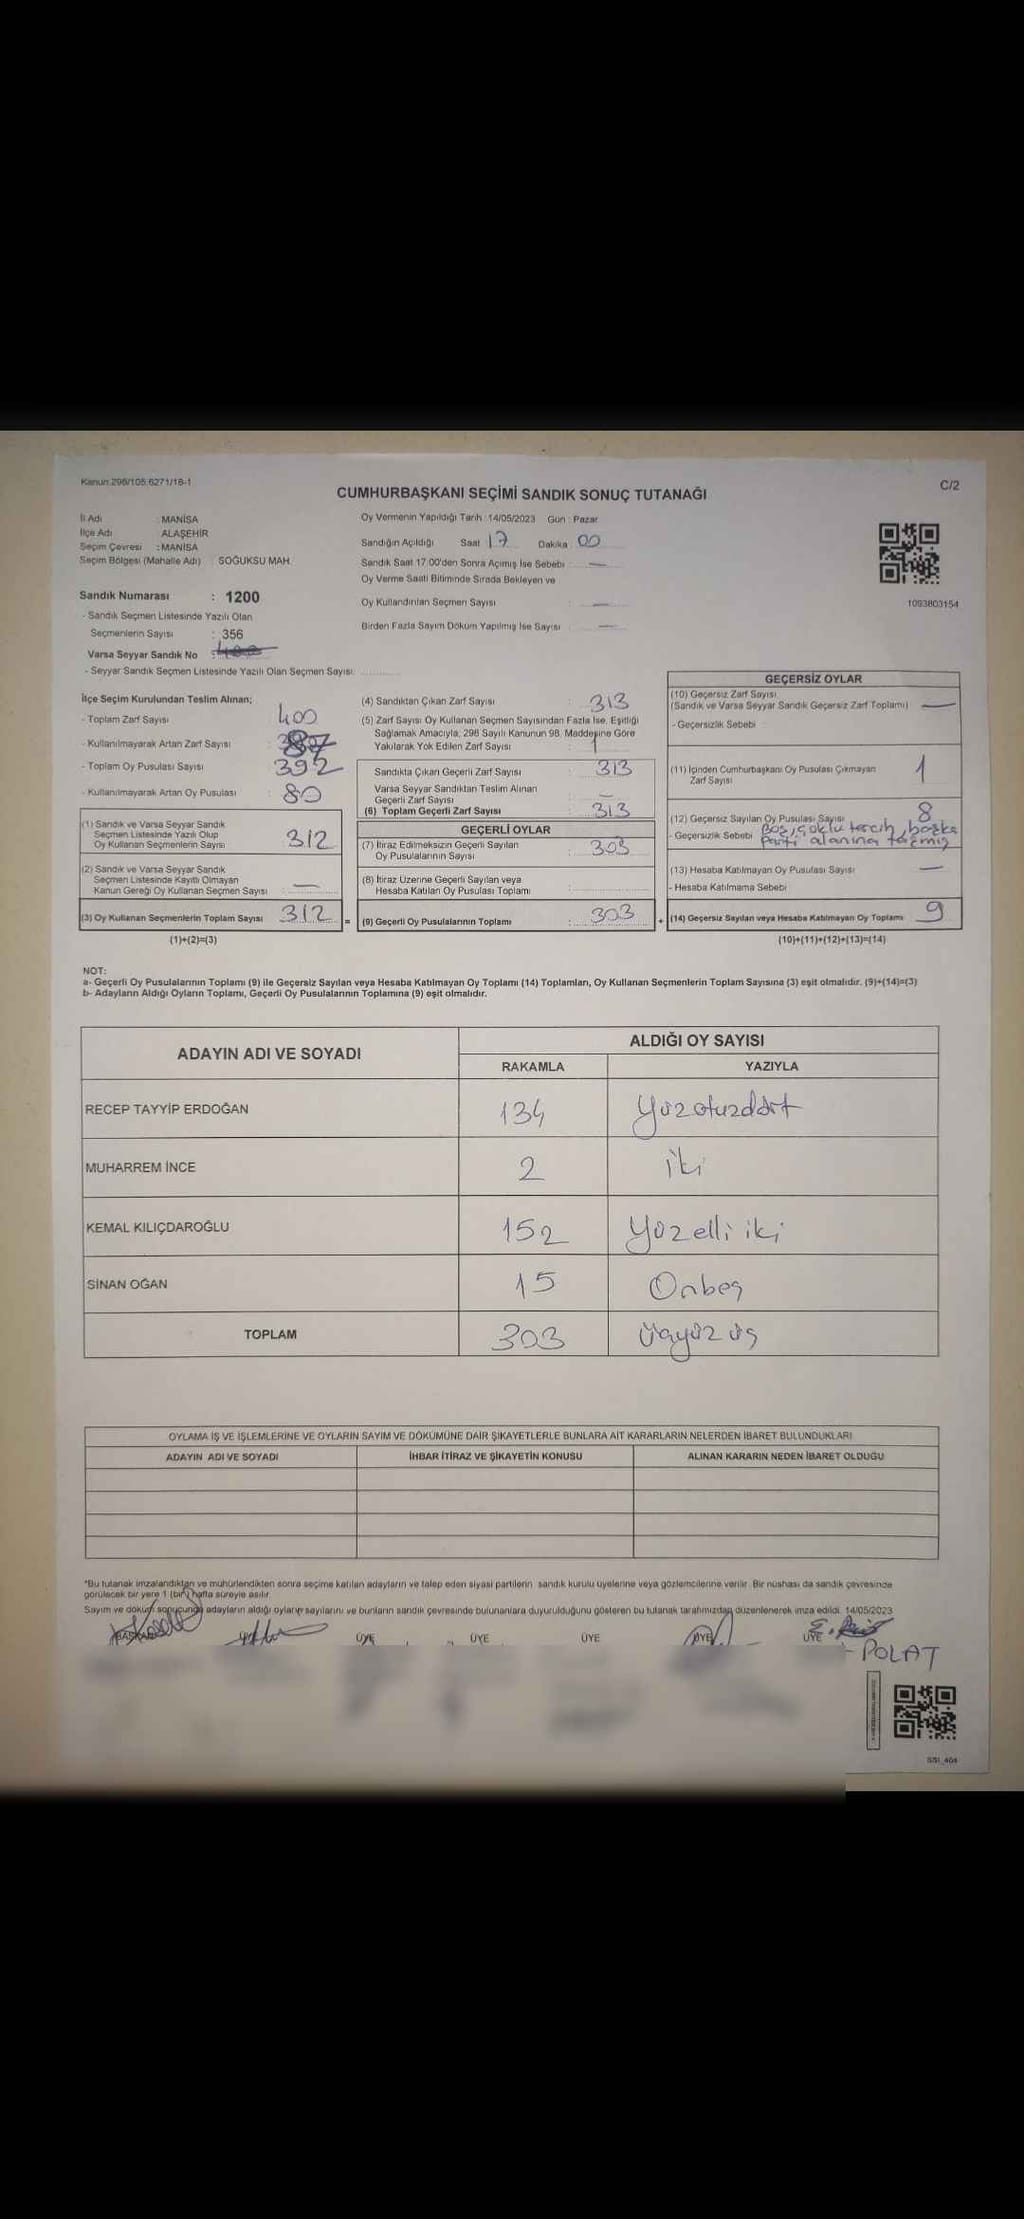 Kanun:298/105 6271/18-1
C/2
CUMHURBAŞKANI SEÇİMİ SANDIK SONUÇ TUTANAĞI
İl Adı : MANİSA
İlçe Adı : ALAŞEHİR
Seçim Çevresi : MANİSA
Seçim Bölgesi (Mahalle Adı) : SOĞUKSU MAH.
Sandık Numarası : 1200
- Sandık Seçmen Listesinde Yazılı Olan
Seçmenlerin Sayısı : 356
Varsa Seyyar Sandık No :
- Seyyar Sandık Seçmen Listesinde Yazılı Olan Seçmen Sayısı:
Oy Vermenin Yapıldığı Tarih :14/05/2023 Gün : Pazar
Sandığın Açıldığı Saat 17 Dakika 00
Sandık Saat 17.00'den Sonra Açılmış İse Sebebi : —
Oy Verme Saati Bitiminde Sırada Bekleyen ve
Oy Kullandırılan Seçmen Sayısı : —
Birden Fazla Sayım Döküm Yapılmış İse Sayısı : —
1093803154
İlçe Seçim Kurulundan Teslim Alınan;
- Toplam Zarf Sayısı : 400
- Kullanılmayarak Artan Zarf Sayısı : 87
- Toplam Oy Pusulası Sayısı : 392
- Kullanılmayarak Artan Oy Pusulası : 80
(1) Sandık ve Varsa Seyyar Sandık
Seçmen Listesinde Yazılı Olup
Oy Kullanan Seçmenlerin Sayısı : 312
(2) Sandık ve Varsa Seyyar Sandık
Seçmen Listesinde Kayıtlı Olmayan
Kanun Gereği Oy Kullanan Seçmen Sayısı : —
(3) Oy Kullanan Seçmenlerin Toplam Sayısı : 312 =
(1)+(2)=(3)
(4) Sandıktan Çıkan Zarf Sayısı : 313
(5) Zarf Sayısı Oy Kullanan Seçmen Sayısından Fazla İse, Eşitliği
Sağlamak Amacıyla, 298 Sayılı Kanunun 98. Maddesine Göre
Yakılarak Yok Edilen Zarf Sayısı : 1
Sandıkta Çıkan Geçerli Zarf Sayısı : 313
Varsa Seyyar Sandıktan Teslim Alınan
Geçerli Zarf Sayısı : —
(6) Toplam Geçerli Zarf Sayısı : 313
GEÇERLİ OYLAR
(7) İtiraz Edilmeksizin Geçerli Sayılan
Oy Pusulalarının Sayısı : 303
(8) İtiraz Üzerine Geçerli Sayılan veya
Hesaba Katılan Oy Pusulası Toplamı :
(9) Geçerli Oy Pusulalarının Toplamı : 303 +
GEÇERSİZ OYLAR
(10) Geçersiz Zarf Sayısı
(Sandık ve Varsa Seyyar Sandık Geçersiz Zarf Toplamı) : —
- Geçersizlik Sebebi :
(11) İçinden Cumhurbaşkanı Oy Pusulası Çıkmayan
Zarf Sayısı : 1
(12) Geçersiz Sayılan Oy Pusulası Sayısı : 8
- Geçersizlik Sebebi : Boş, çoklu tercih, başka
Parti alanına taşmış
(13) Hesaba Katılmayan Oy Pusulası Sayısı : —
- Hesaba Katılmama Sebebi :
(14) Geçersiz Sayılan veya Hesaba Katılmayan Oy Toplamı : 9
(10)+(11)+(12)+(13)=(14)
NOT:
a- Geçerli Oy Pusulalarının Toplamı (9) ile Geçersiz Sayılan veya Hesaba Katılmayan Oy Toplamı (14) Toplamları, Oy Kullanan Seçmenlerin Toplam Sayısına (3) eşit olmalıdır. (9)+(14)=(3)
b- Adayların Aldığı Oyların Toplamı, Geçerli Oy Pusulalarının Toplamına (9) eşit olmalıdır.
ADAYIN ADI VE SOYADI
ALDIĞI OY SAYISI
RAKAMLA YAZIYLA
RECEP TAYYİP ERDOĞAN 134 Yüzotuzdört
MUHARREM İNCE 2 iki
KEMAL KILIÇDAROĞLU 152 Yüzelli iki
SİNAN OĞAN 15 Onbeş
TOPLAM 303 üçyüz üç
OYLAMA İŞ VE İŞLEMLERİNE VE OYLARIN SAYIM VE DÖKÜMÜNE DAİR ŞİKAYETLERLE BUNLARA AİT KARARLARIN NELERDEN İBARET BULUNDUKLARI
ADAYIN ADI VE SOYADI İHBAR İTİRAZ VE ŞİKAYETİN KONUSU ALINAN KARARIN NEDEN İBARET OLDUĞU
*Bu tutanak imzalandıktan ve mühürlendikten sonra seçime katılan adayların ve talep eden siyasi partilerin sandık kurulu üyelerine veya gözlemcilerine verilir. Bir nüshası da sandık çevresinde
görülecek bir yere 1 (bir) hafta süreyle asılır.
Sayım ve döküm sonucunda adayların aldığı oyların sayılarını ve bunların sandık çevresinde bulunanlara duyurulduğunu gösteren bu tutanak tarafımızdan düzenlenerek imza edildi. 14/05/2023
BAŞKAN ÜYE ÜYE ÜYE ÜYE ÜYE
POLAT
SSI_404